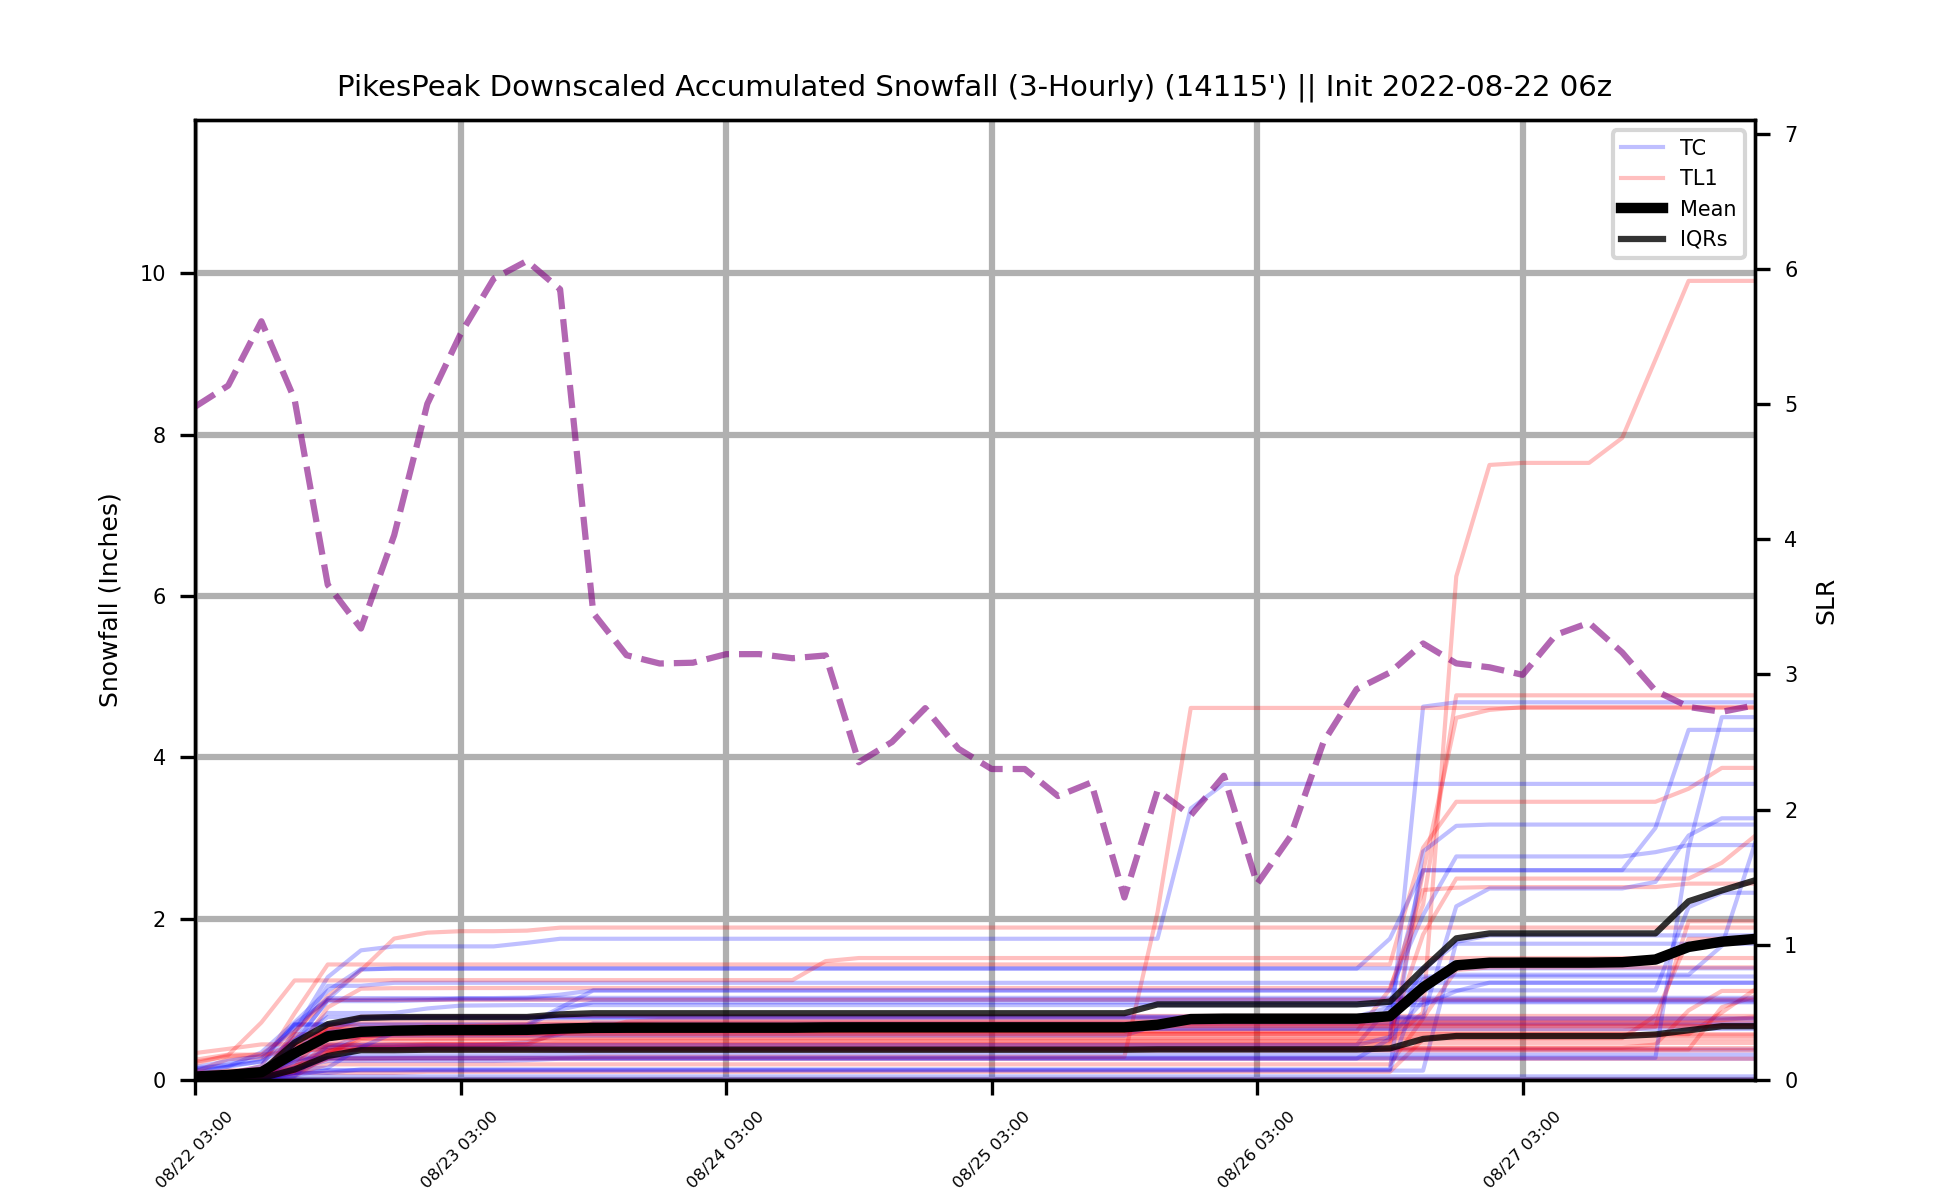 PikesPeak Downscaled Accumulated Snowfall (3-Hourly) (14115') || Init 2022-08-22 06z
TC
TL1
Mean
IQRs
Snowfall (Inches)
10
8
6
4
2
0
7
6
5
4
3
2
1
0
SLR
08/22 03:00
08/23 03:00
08/24 03:00
08/25 03:00
08/26 03:00
08/27 03:00